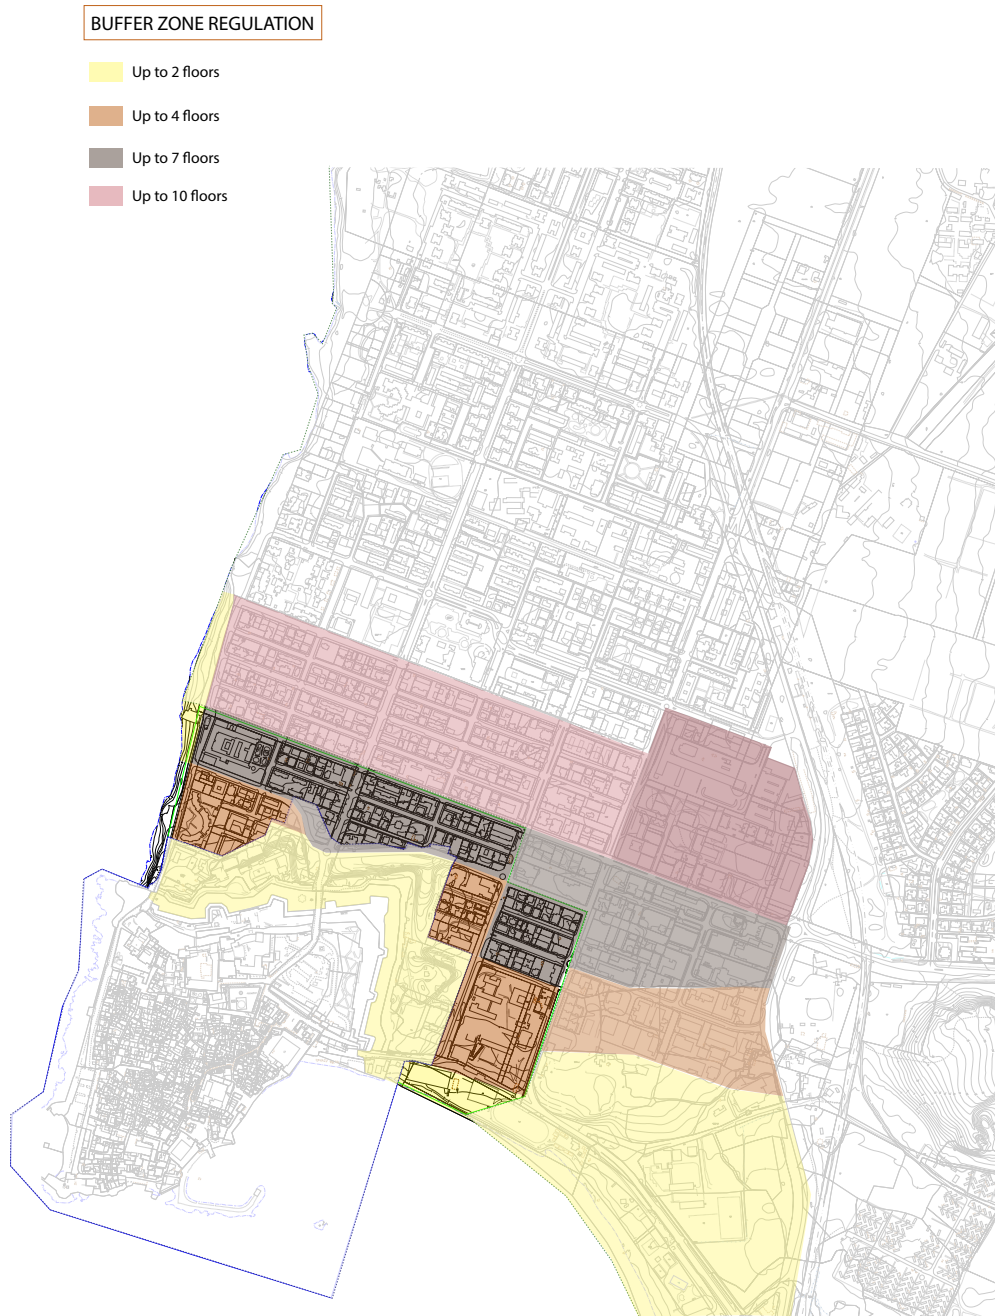 BUFFER ZONE REGULATION
Up to 2 floors
Up to 4 floors
Up to 7 floors
Up to 10 floors